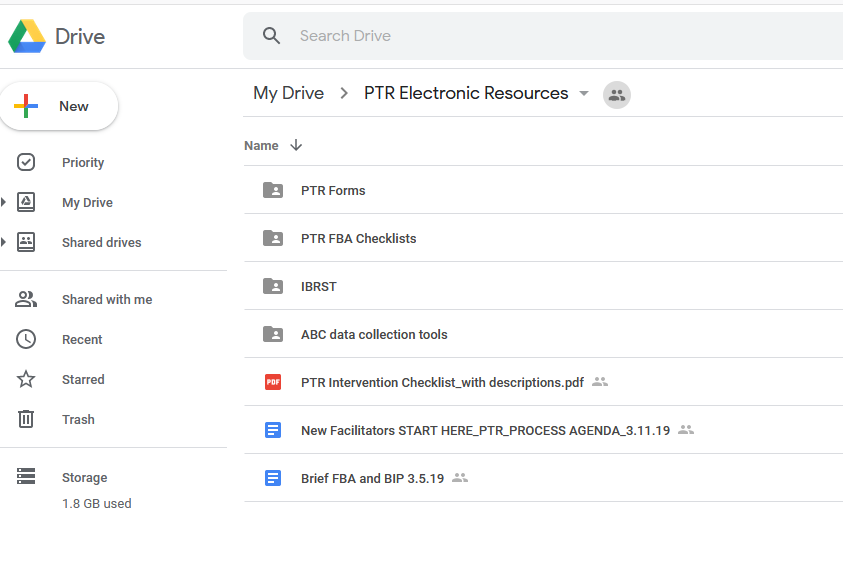 Drive
Search Drive
New
Priority
My Drive
Shared drives
Shared with me
Recent
Starred
Trash
Storage
1.8 GB used
My Drive > PTR Electronic Resources
Name
PTR Forms
PTR FBA Checklists
IBRST
ABC data collection tools
PDF PTR Intervention Checklist_with descriptions.pdf
New Facilitators START HERE_PTR_PROCESS AGENDA_3.11.19
Brief FBA and BIP 3.5.19